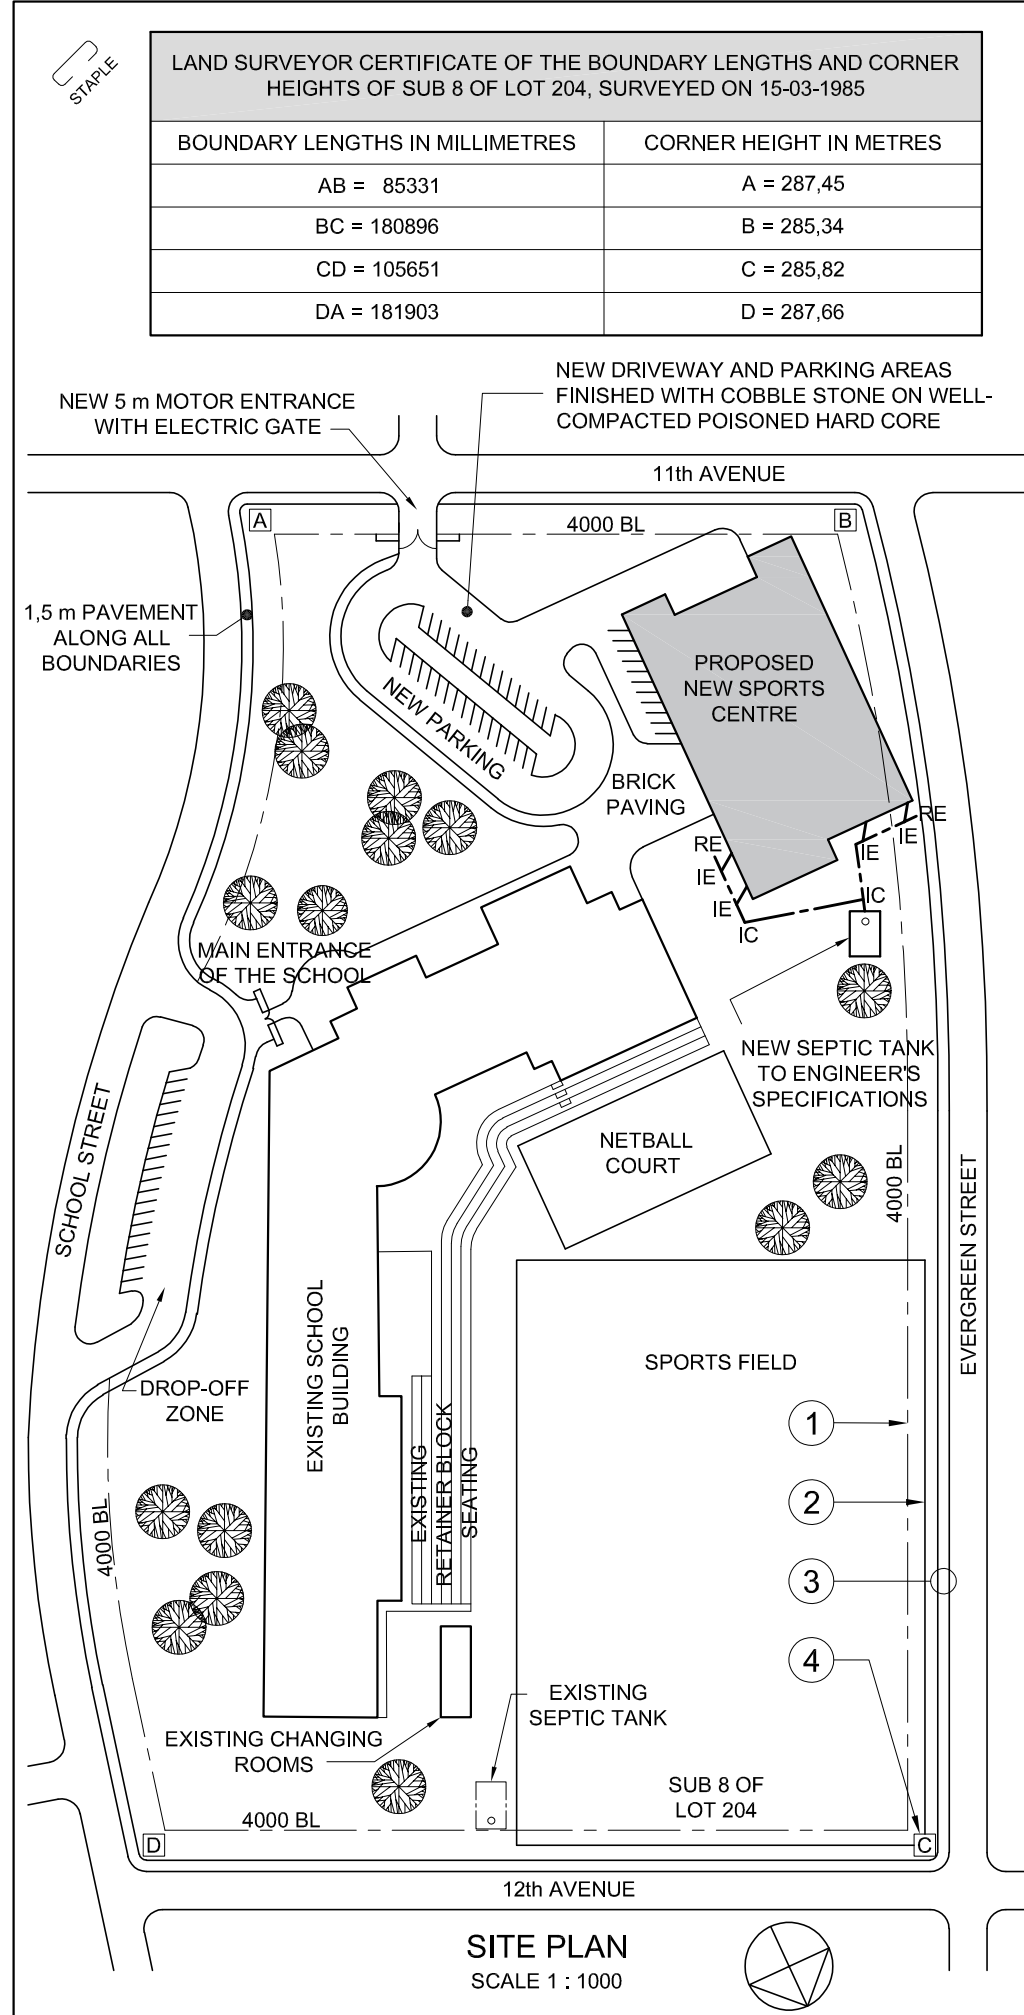 STAPLE
LAND SURVEYOR CERTIFICATE OF THE BOUNDARY LENGTHS AND CORNER
HEIGHTS OF SUB 8 OF LOT 204, SURVEYED ON 15-03-1985
BOUNDARY LENGTHS IN MILLIMETRES
CORNER HEIGHT IN METRES
AB = 85331
A = 287,45
BC = 180896
B = 285,34
CD = 105651
C = 285,82
DA = 181903
D = 287,66
NEW 5 m MOTOR ENTRANCE
WITH ELECTRIC GATE
NEW DRIVEWAY AND PARKING AREAS
FINISHED WITH COBBLE STONE ON WELL-
COMPACTED POISONED HARD CORE
11th AVENUE
A
4000 BL
B
1,5 m PAVEMENT
ALONG ALL
BOUNDARIES
NEW PARKING
PROPOSED
NEW SPORTS
CENTRE
BRICK
PAVING
RE
IE
IE
IC
RE
IE
IE
IC
MAIN ENTRANCE
OF THE SCHOOL
NEW SEPTIC TANK
TO ENGINEER'S
SPECIFICATIONS
NETBALL
COURT
4000 BL
EVERGREEN STREET
SCHOOL STREET
DROP-OFF
ZONE
EXISTING SCHOOL
BUILDING
EXISTING
RETAINER BLOCK
SEATING
SPORTS FIELD
1
2
3
4
4000 BL
EXISTING CHANGING
ROOMS
EXISTING
SEPTIC TANK
SUB 8 OF
LOT 204
4000 BL
D
C
12th AVENUE
SITE PLAN
SCALE 1 : 1000